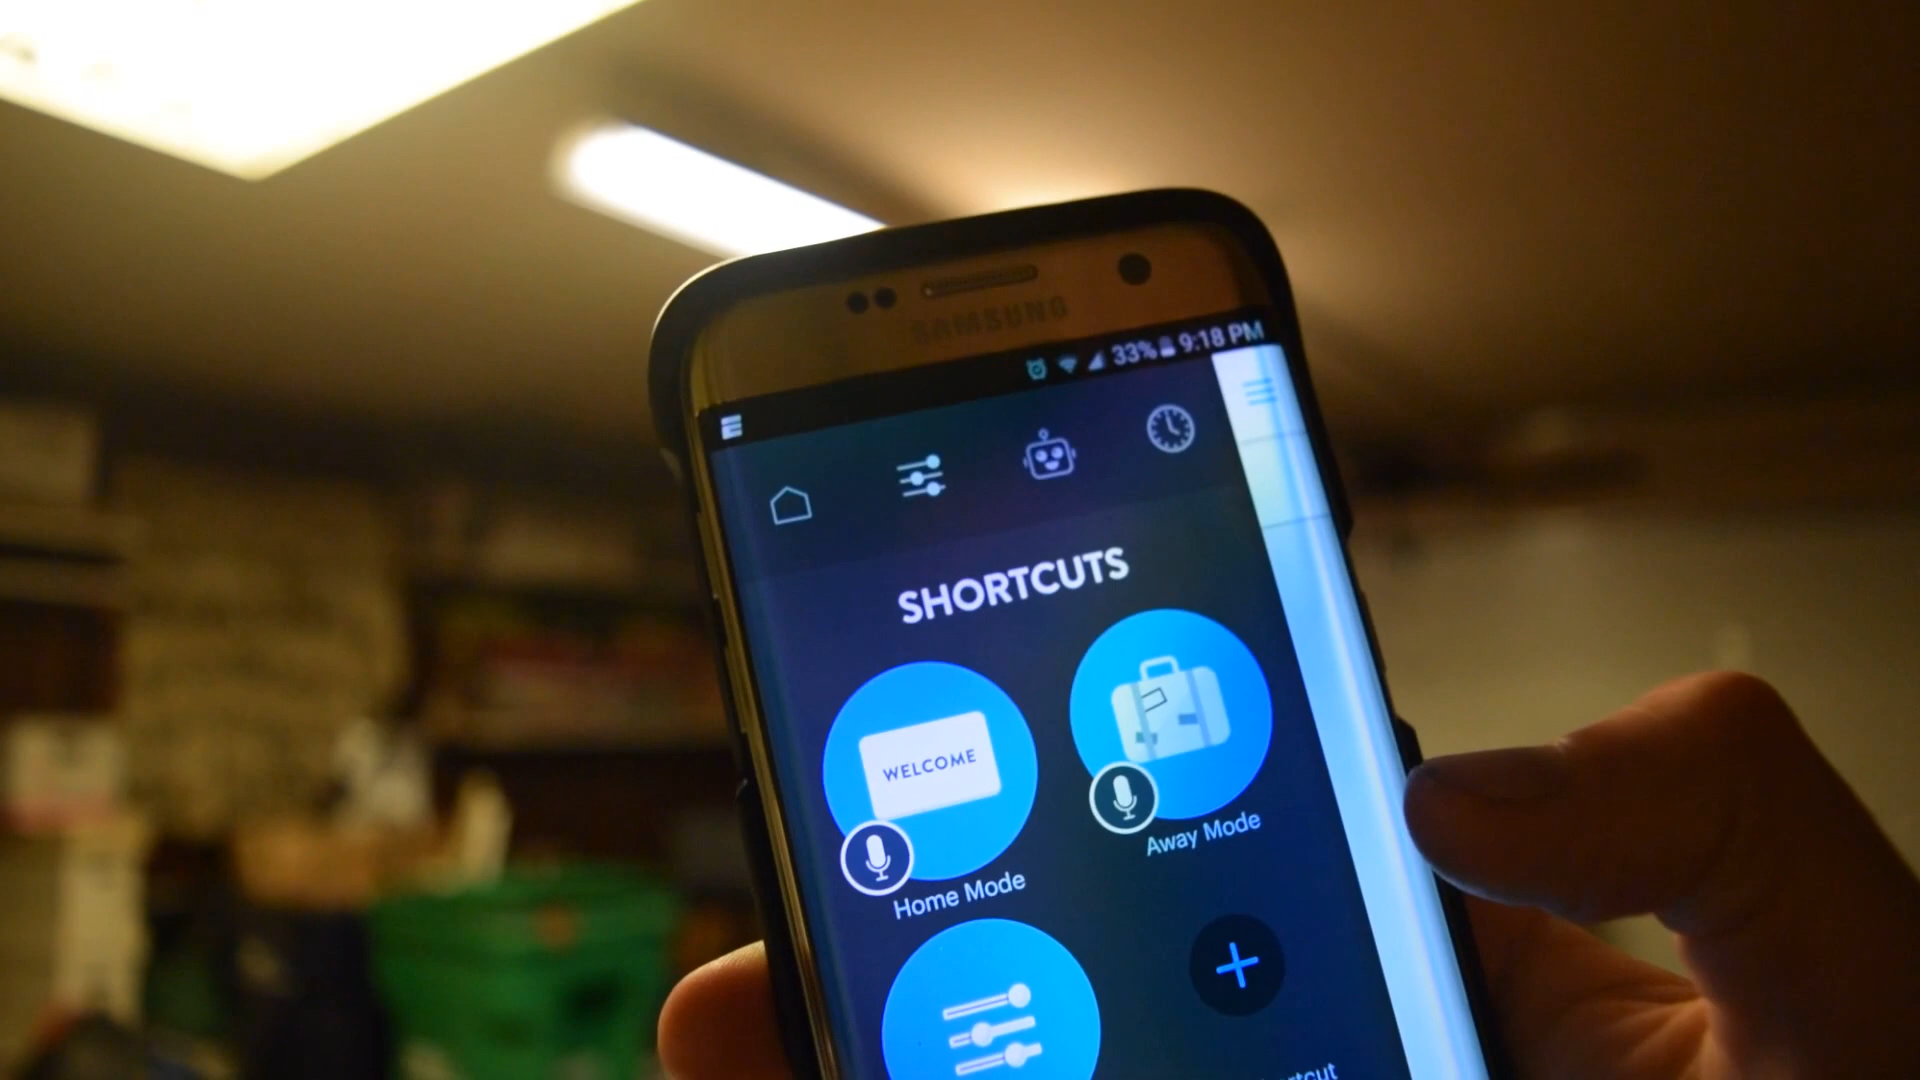 SAMSUNG
33% 9:18 PM
SHORTCUTS
WELCOME
Away Mode
Home Mode